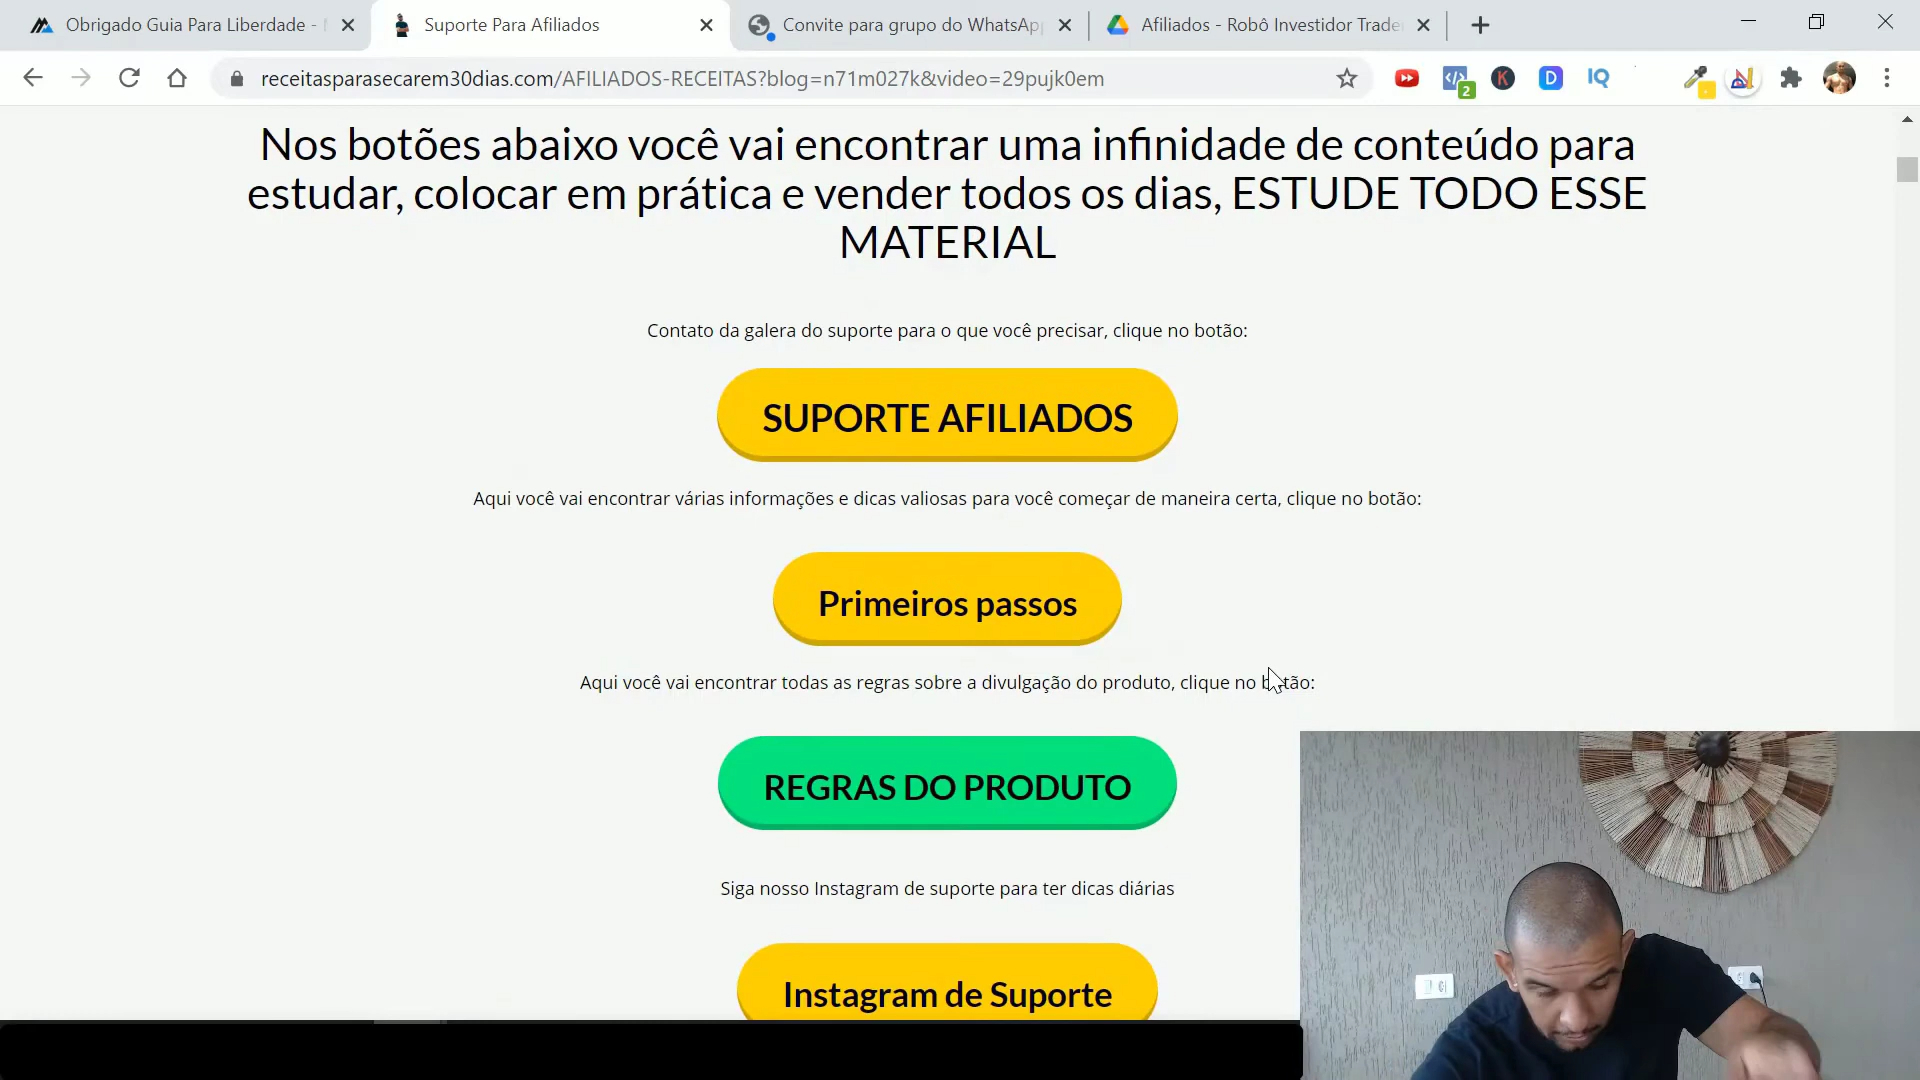 Obrigado Guia Para Liberdade -
Suporte Para Afiliados
Convite para grupo do WhatsAp
Afiliados - Robô Investidor Trade
receitasparasecarem30dias.com/AFILIADOS-RECEITAS?blog=n71m027k&video=29pujk0em
2
K
D
IQ
Nos botões abaixo você vai encontrar uma infinidade de conteúdo para
estudar, colocar em prática e vender todos os dias, ESTUDE TODO ESSE
MATERIAL
Contato da galera do suporte para o que você precisar, clique no botão:
SUPORTE AFILIADOS
Aqui você vai encontrar várias informações e dicas valiosas para você começar de maneira certa, clique no botão:
Primeiros passos
Aqui você vai encontrar todas as regras sobre a divulgação do produto, clique no botão:
REGRAS DO PRODUTO
Siga nosso Instagram de suporte para ter dicas diárias
Instagram de Suporte